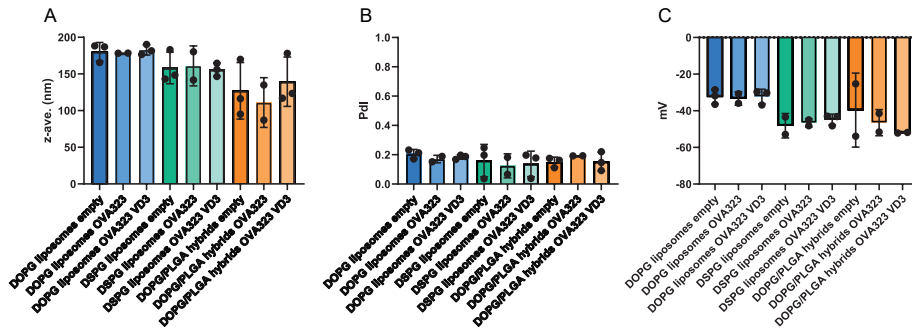 A
z-ave. (nm)
200
150
100
50
0
DOPG liposomes empty
DOPG liposomes OVA323
DOPG liposomes OVA323 VD3
DSPG liposomes empty
DSPG liposomes OVA323
DSPG liposomes OVA323 VD3
DOPG/PLGA hybrids empty
DOPG/PLGA hybrids OVA323
DOPG/PLGA hybrids OVA323 VD3
B
PdI
1.0
0.8
0.6
0.4
0.2
0.0
DOPG liposomes empty
DOPG liposomes OVA323
DOPG liposomes OVA323 VD3
DSPG liposomes empty
DSPG liposomes OVA323
DSPG liposomes OVA323 VD3
DOPG/PLGA hybrids empty
DOPG/PLGA hybrids OVA323
DOPG/PLGA hybrids OVA323 VD3
C
mV
0
-20
-40
-60
-80
DOPG liposomes empty
DOPG liposomes OVA323
DOPG liposomes OVA323 VD3
DSPG liposomes empty
DSPG liposomes OVA323
DSPG liposomes OVA323 VD3
DOPG/PLGA hybrids empty
DOPG/PLGA hybrids OVA323
DOPG/PLGA hybrids OVA323 VD3